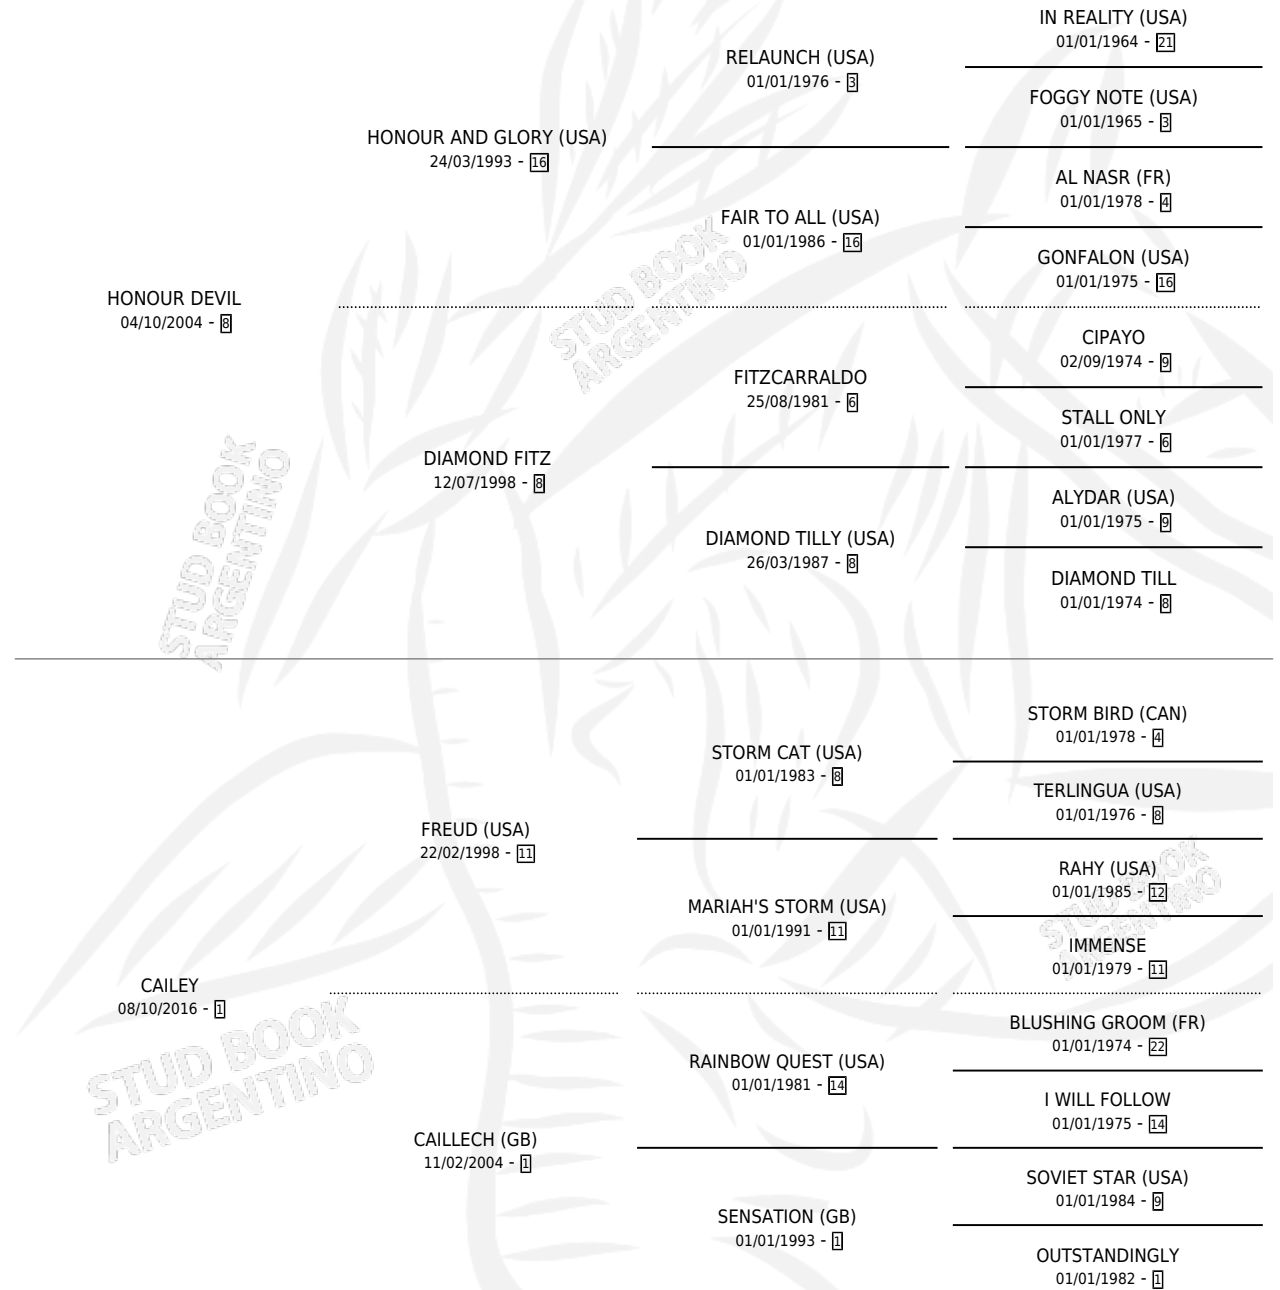 IN REALITY (USA)
01/01/1964 - 21
RELAUNCH (USA)
01/01/1976 - 3
FOGGY NOTE (USA)
01/01/1965 - 3
HONOUR AND GLORY (USA)
24/03/1993 - 16
AL NASR (FR)
01/01/1978 - 4
FAIR TO ALL (USA)
01/01/1986 - 16
GONFALON (USA)
01/01/1975 - 16
HONOUR DEVIL
04/10/2004 - 8
CIPAYO
02/09/1974 - 9
FITZCARRALDO
25/08/1981 - 6
STALL ONLY
01/01/1977 - 6
DIAMOND FITZ
12/07/1998 - 8
ALYDAR (USA)
01/01/1975 - 9
DIAMOND TILLY (USA)
26/03/1987 - 8
DIAMOND TILL
01/01/1974 - 8
STORM BIRD (CAN)
01/01/1978 - 4
STORM CAT (USA)
01/01/1983 - 8
TERLINGUA (USA)
01/01/1976 - 8
FREUD (USA)
22/02/1998 - 11
RAHY (USA)
01/01/1985 - 12
MARIAH'S STORM (USA)
01/01/1991 - 11
IMMENSE
01/01/1979 - 11
CAILEY
08/10/2016 - 1
BLUSHING GROOM (FR)
01/01/1974 - 22
RAINBOW QUEST (USA)
01/01/1981 - 14
I WILL FOLLOW
01/01/1975 - 14
CAILLECH (GB)
11/02/2004 - 1
SOVIET STAR (USA)
01/01/1984 - 9
SENSATION (GB)
01/01/1993 - 1
OUTSTANDINGLY
01/01/1982 - 1
STUD BOOK
ARGENTINO
STUD BOOK
ARGENTINO
STUD BOOK
ARGENTINO
STUD BOOK
ARGENTINO